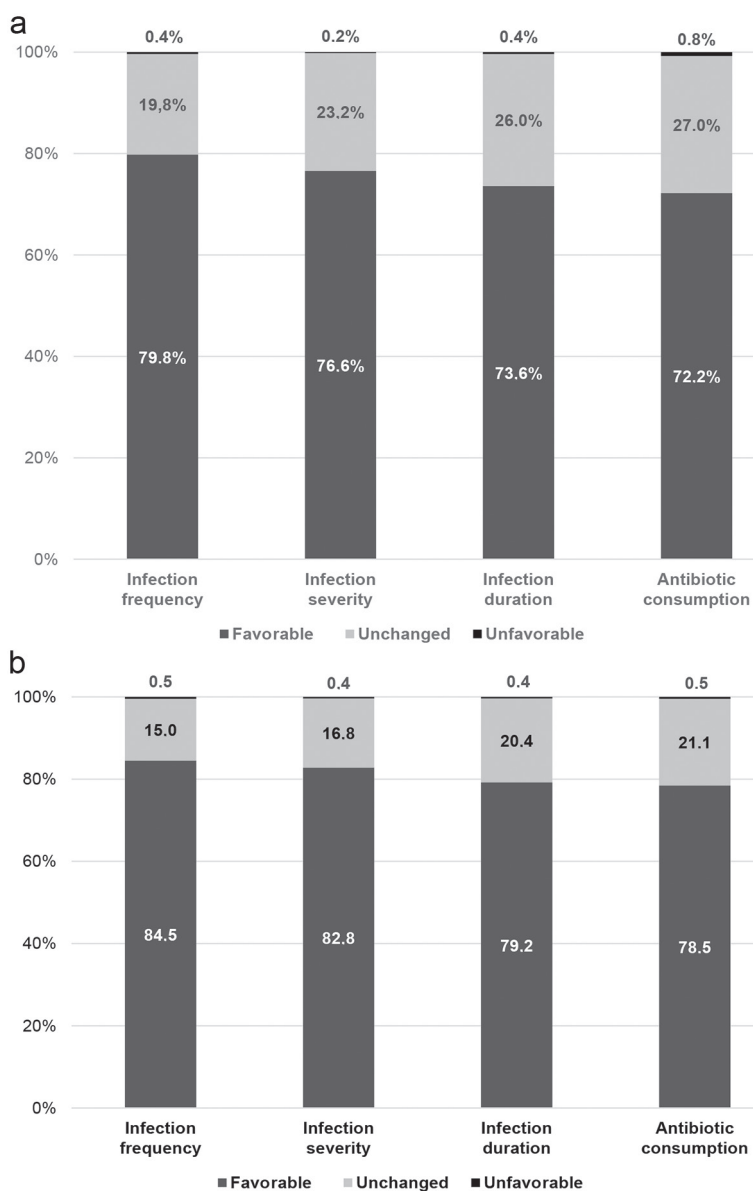 a
0.4% 0.2% 0.4% 0.8%
100%
19,8% 23.2% 26.0% 27.0%
80%
60%
40%
79.8% 76.6% 73.6% 72.2%
20%
0%
Infection Infection Infection Antibiotic
frequency severity duration consumption
Favorable Unchanged Unfavorable
b
0.5 0.4 0.4 0.5
100%
15.0 16.8 20.4 21.1
80%
60%
84.5 82.8 79.2 78.5
40%
20%
0%
Infection Infection Infection Antibiotic
frequency severity duration consumption
Favorable Unchanged Unfavorable